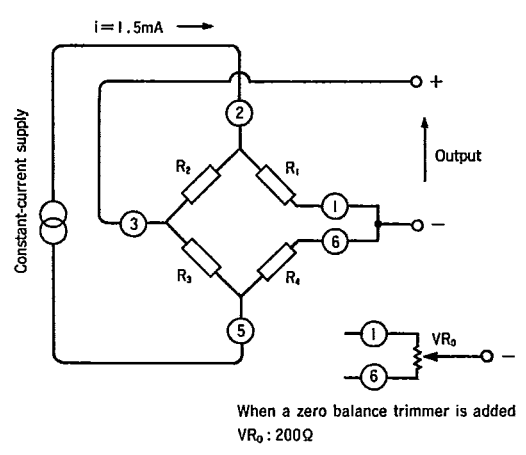 i=1.5mA
+
2
Constant-current supply
Output
R₂
R₁
1
3
−
6
R₃
R₄
5
1
VR₀
−
6
When a zero balance trimmer is added
VR₀ : 200Ω